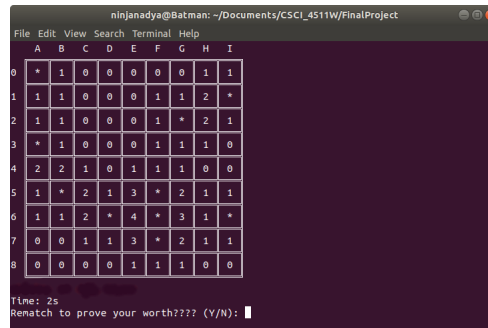 ninjanadya@Batman: ~/Documents/CSCI_4511W/FinalProject
File Edit View Search Terminal Help
A B C D E F G H I
0 * 1 0 0 0 0 0 1 1
1 1 1 0 0 0 1 1 2 *
2 1 1 0 0 0 1 * 2 1
3 * 1 0 0 0 1 1 1 0
4 2 2 1 0 1 1 1 0 0
5 1 * 2 1 3 * 2 1 1
6 1 1 2 * 4 * 3 1 *
7 0 0 1 1 3 * 2 1 1
8 0 0 0 0 1 1 1 0 0
Time: 2s
Rematch to prove your worth???? (Y/N):